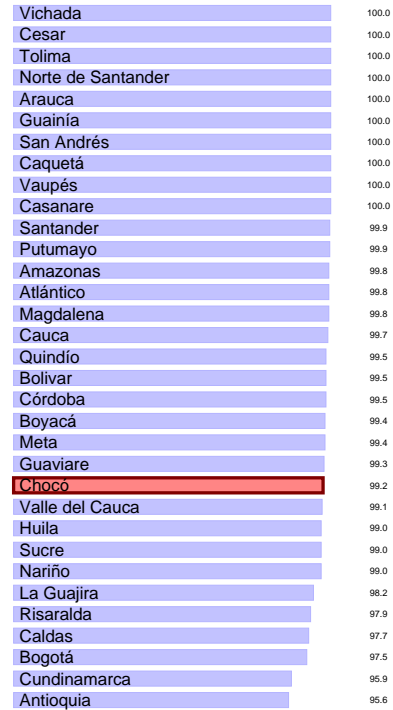 Vichada 100.0
Cesar 100.0
Tolima 100.0
Norte de Santander 100.0
Arauca 100.0
Guainía 100.0
San Andrés 100.0
Caquetá 100.0
Vaupés 100.0
Casanare 100.0
Santander 99.9
Putumayo 99.9
Amazonas 99.8
Atlántico 99.8
Magdalena 99.8
Cauca 99.7
Quindío 99.5
Bolivar 99.5
Córdoba 99.5
Boyacá 99.4
Meta 99.4
Guaviare 99.3
Chocó 99.2
Valle del Cauca 99.1
Huila 99.0
Sucre 99.0
Nariño 99.0
La Guajira 98.2
Risaralda 97.9
Caldas 97.7
Bogotá 97.5
Cundinamarca 95.9
Antioquia 95.6